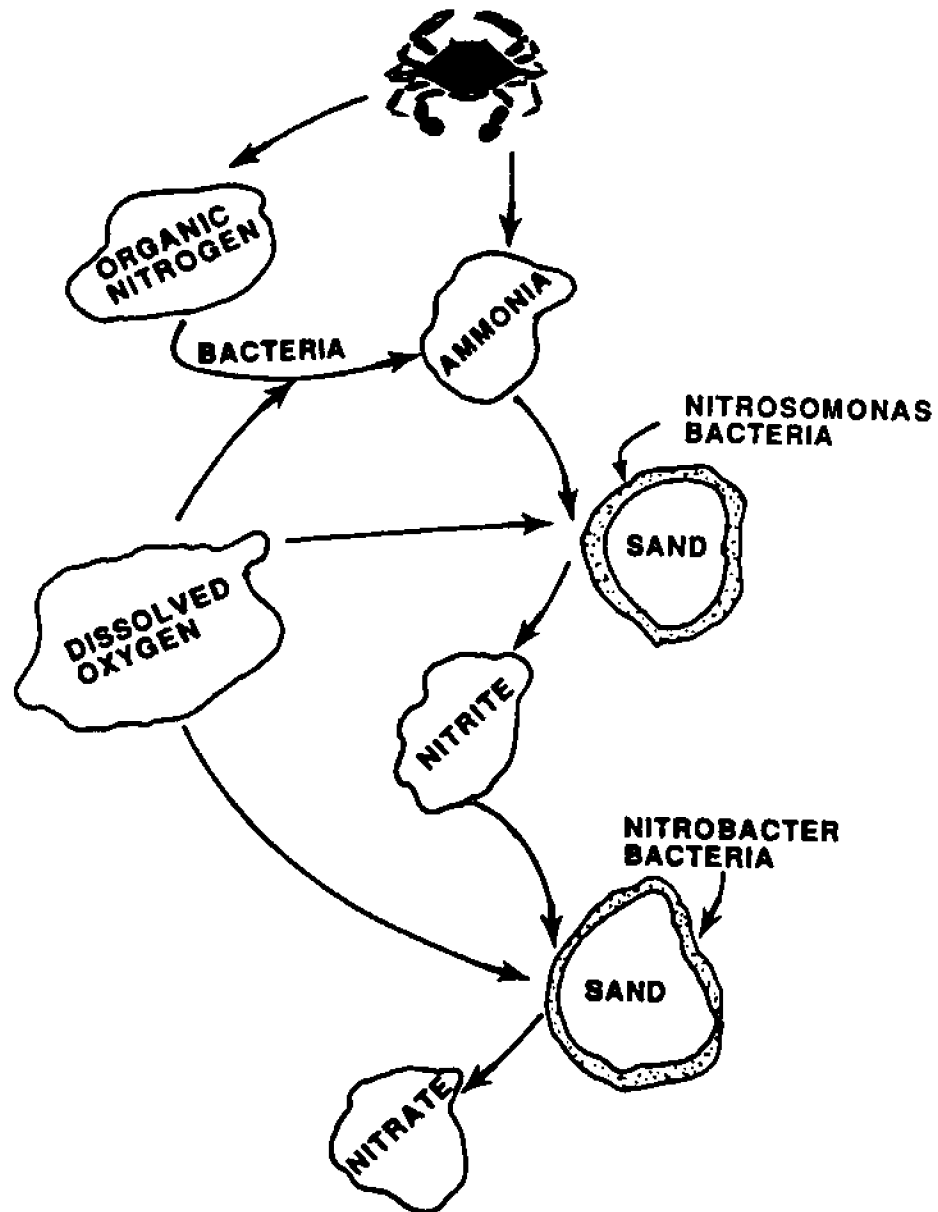 ORGANIC
NITROGEN
BACTERIA
AMMONIA
NITROSOMONAS
BACTERIA
SAND
DISSOLVED
OXYGEN
NITRITE
NITROBACTER
BACTERIA
SAND
NITRATE